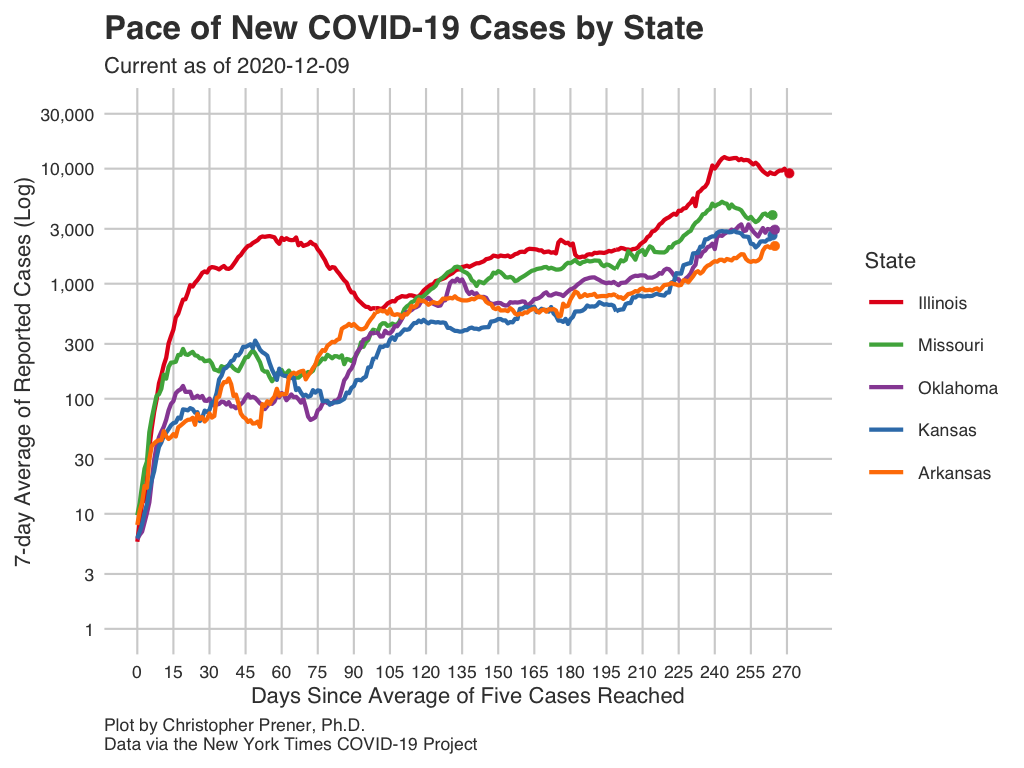 Pace of New COVID-19 Cases by State
Current as of 2020-12-09
7-day Average of Reported Cases (Log)
30,000
10,000
3,000
1,000
300
100
30
10
3
1
0 15 30 45 60 75 90 105 120 135 150 165 180 195 210 225 240 255 270
Days Since Average of Five Cases Reached
State
Illinois
Missouri
Oklahoma
Kansas
Arkansas
Plot by Christopher Prener, Ph.D.
Data via the New York Times COVID-19 Project